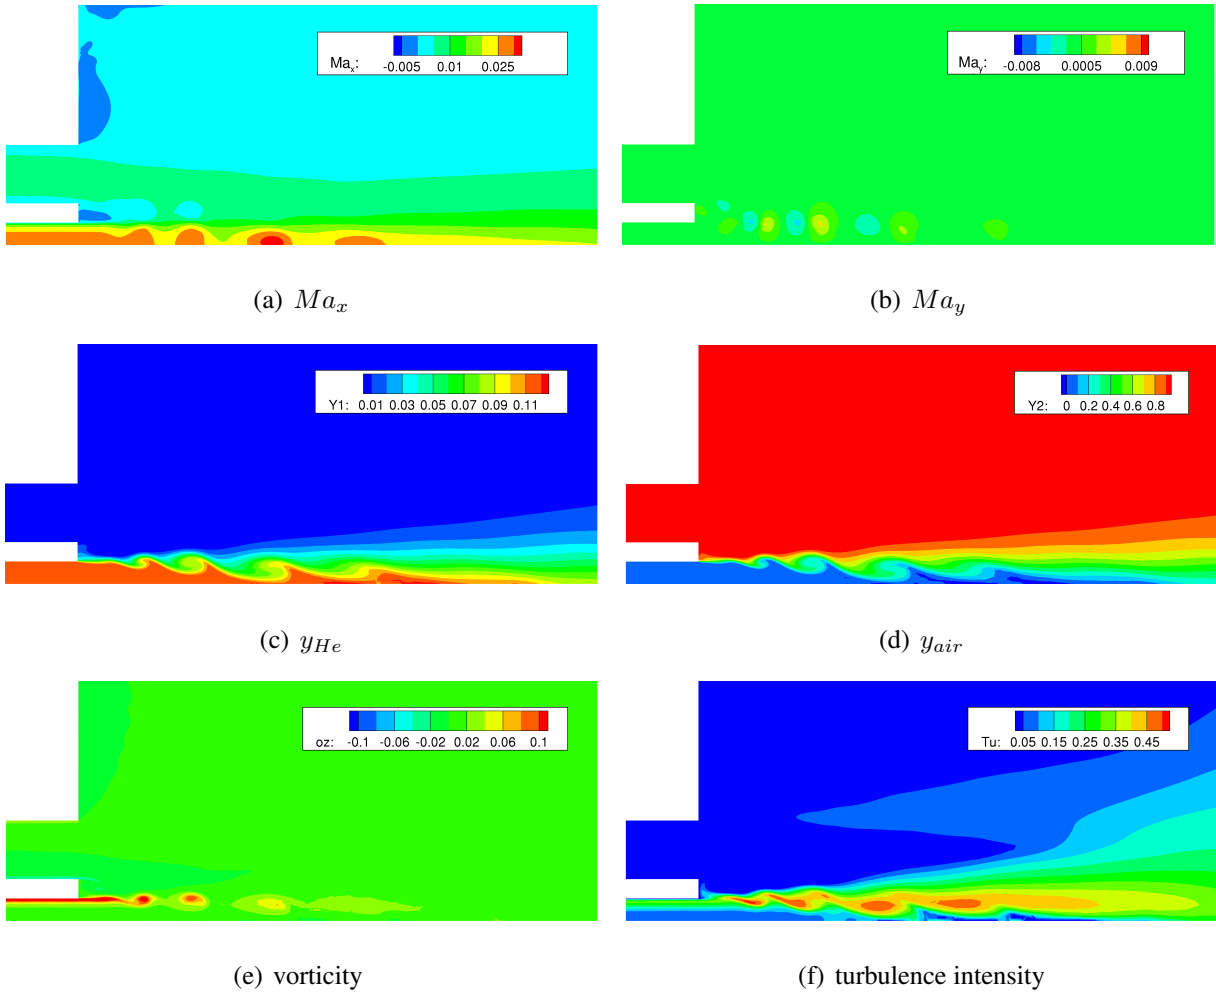 Ma_x: -0.005 0.01 0.025
Ma_y: -0.008 0.0005 0.009
(a) Ma_x
(b) Ma_y
Y1: 0.01 0.03 0.05 0.07 0.09 0.11
Y2: 0 0.2 0.4 0.6 0.8
(c) y_He
(d) y_air
oz: -0.1 -0.06 -0.02 0.02 0.06 0.1
Tu: 0.05 0.15 0.25 0.35 0.45
(e) vorticity
(f) turbulence intensity